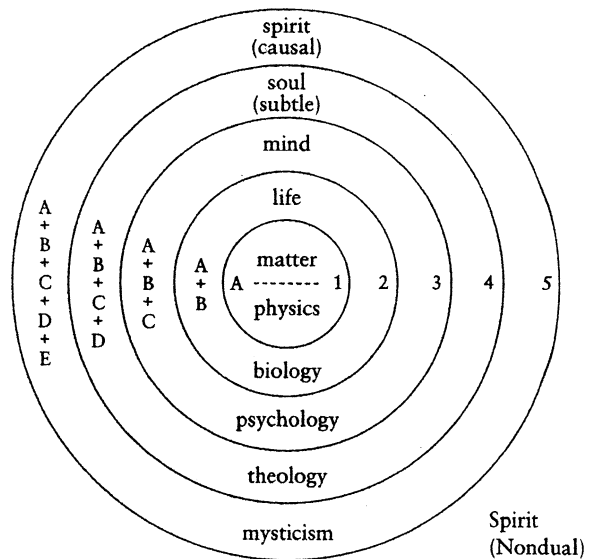 spirit
(causal)
soul
(subtle)
mind
life
matter
physics
biology
psychology
theology
mysticism
A
+
B
+
C
+
D
+
E
A
+
B
+
C
+
D
A
+
B
+
C
A
+
B
A
1
2
3
4
5
Spirit
(Nondual)